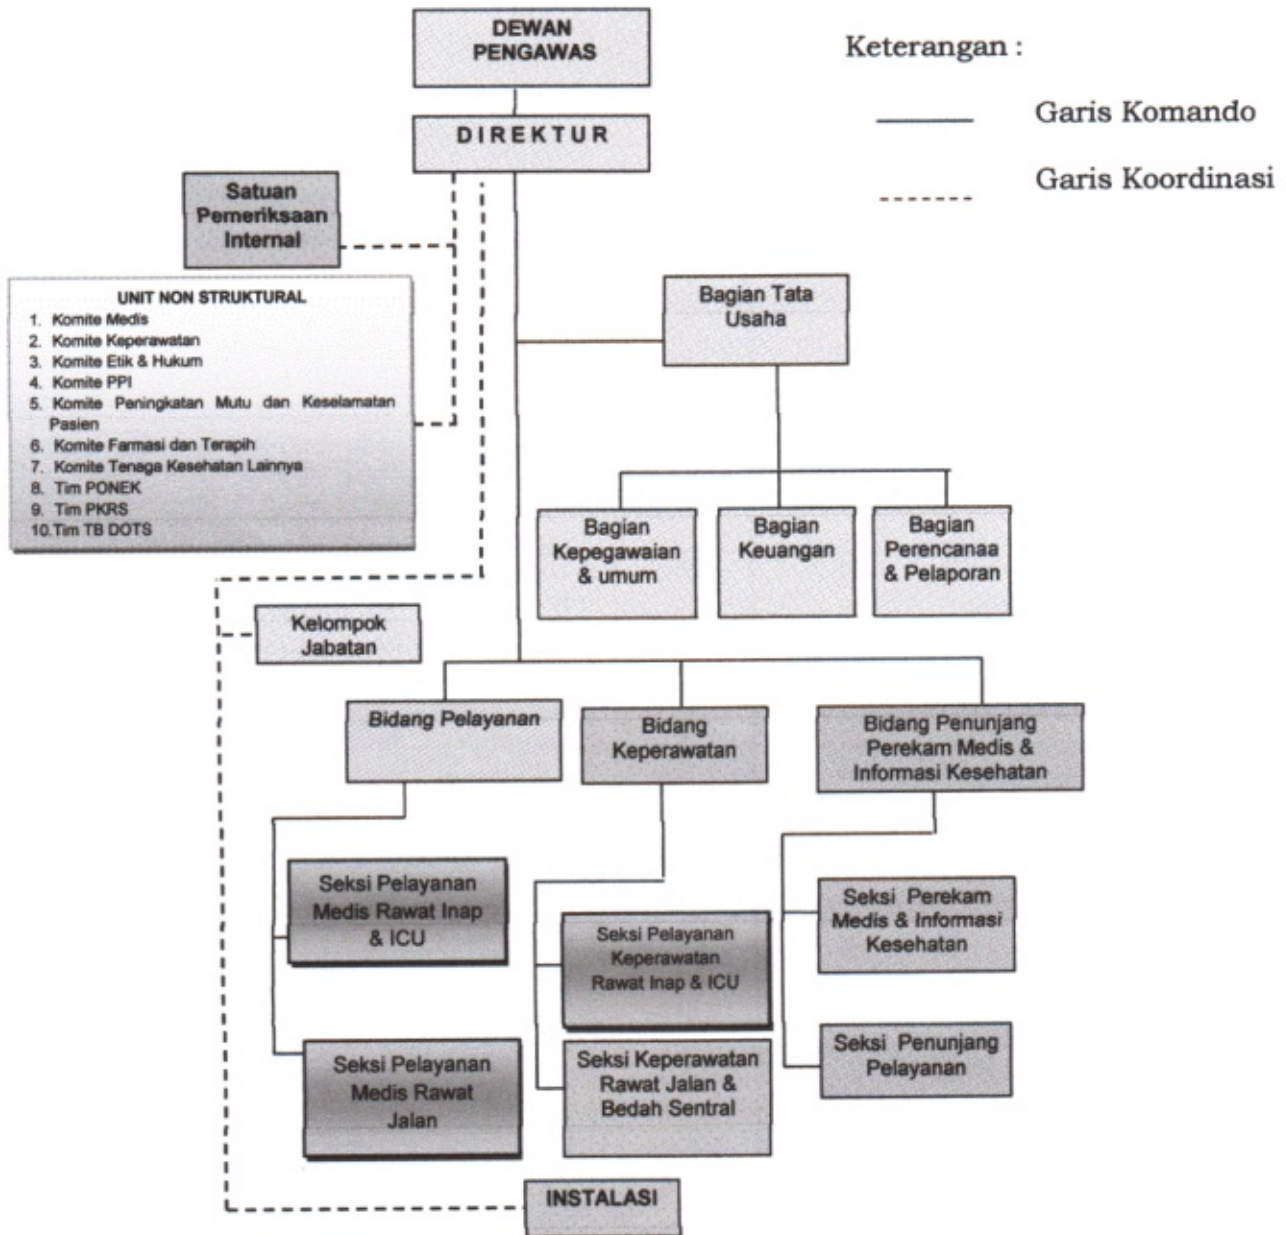 DEWAN
PENGAWAS
Keterangan :
Garis Komando
DIREKTUR
Garis Koordinasi
Satuan
Pemeriksaan
Internal
UNIT NON STRUKTURAL
1. Komite Medis
2. Komite Keperawatan
3. Komite Etik & Hukum
4. Komite PPI
5. Komite Peningkatan Mutu dan Keselamatan
Pasien
6. Komite Farmasi dan Terapih
7. Komite Tenaga Kesehatan Lainnya
8. Tim PONEK
9. Tim PKRS
10.Tim TB DOTS
Bagian Tata
Usaha
Bagian
Kepegawaian
& umum
Bagian
Keuangan
Bagian
Perencanaa
& Pelaporan
Kelompok
Jabatan
Bidang Pelayanan
Bidang
Keperawatan
Bidang Penunjang
Perekam Medis &
Informasi Kesehatan
Seksi Pelayanan
Medis Rawat Inap
& ICU
Seksi Pelayanan
Keperawatan
Rawat Inap & ICU
Seksi Perekam
Medis & Informasi
Kesehatan
Seksi Pelayanan
Medis Rawat
Jalan
Seksi Keperawatan
Rawat Jalan &
Bedah Sentral
Seksi Penunjang
Pelayanan
INSTALASI